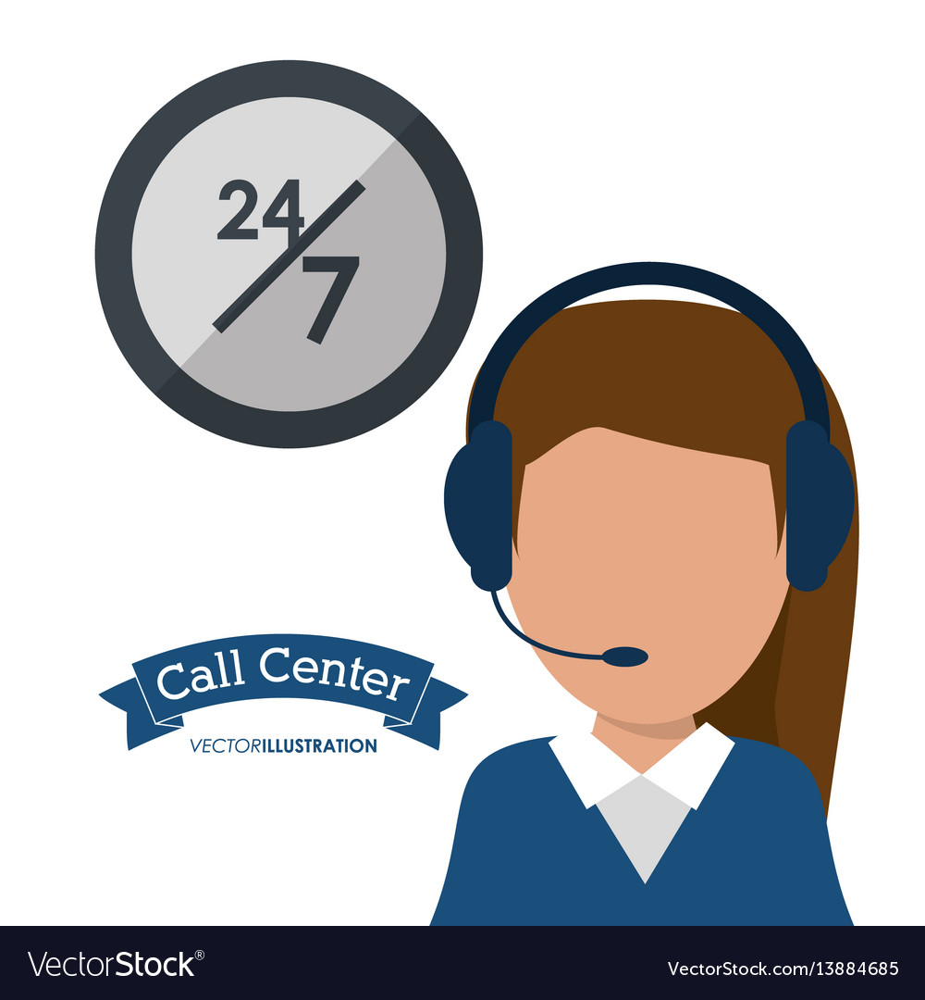 24
7
Call Center
VECTORILLUSTRATION
VectorStock®
VectorStock.com/13884685